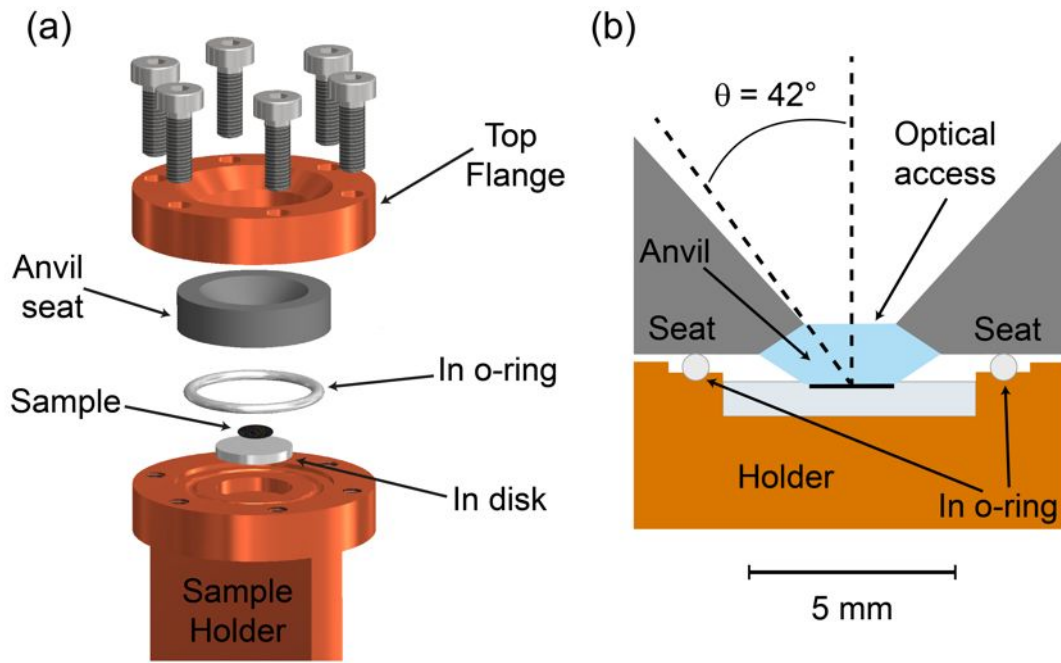 (a)
Top
Flange
Anvil
seat
In o-ring
Sample
In disk
Sample
Holder
(b)
θ = 42°
Optical
access
Anvil
Seat
Seat
Holder
In o-ring
5 mm